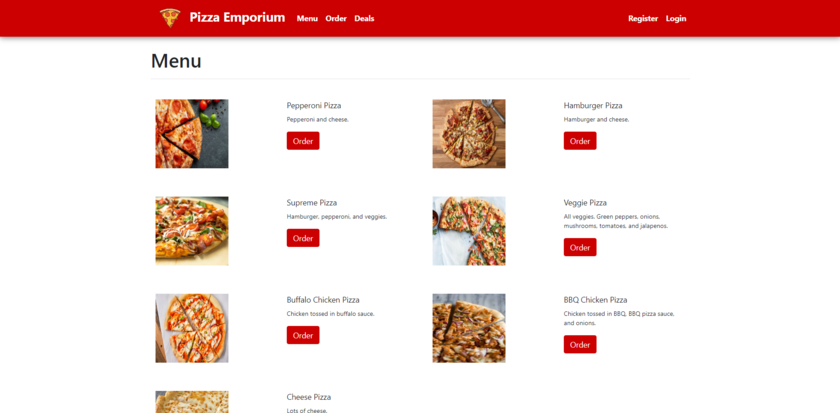 Pizza Emporium
Menu
Order
Deals
Register
Login
Menu
Pepperoni Pizza
Pepperoni and cheese.
Order
Hamburger Pizza
Hamburger and cheese.
Order
Supreme Pizza
Hamburger, pepperoni, and veggies.
Order
Veggie Pizza
All veggies. Green peppers, onions,
mushrooms, tomatoes, and jalapenos.
Order
Buffalo Chicken Pizza
Chicken tossed in buffalo sauce.
Order
BBQ Chicken Pizza
Chicken tossed in BBQ, BBQ pizza sauce,
and onions.
Order
Cheese Pizza
Lots of cheese.